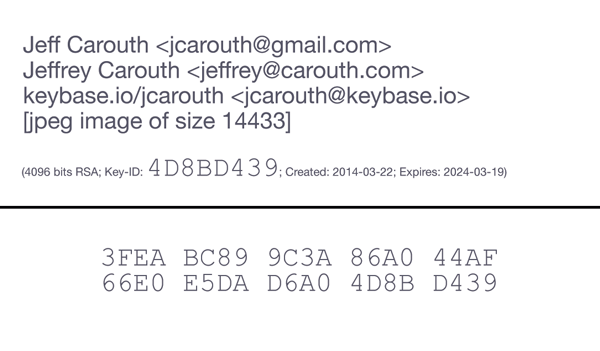 Jeff Carouth <jcarouth@gmail.com>
Jeffrey Carouth <jeffrey@carouth.com>
keybase.io/jcarouth <jcarouth@keybase.io>
[jpeg image of size 14433]
(4096 bits RSA; Key-ID: 4D8BD439; Created: 2014-03-22; Expires: 2024-03-19)
3FEA BC89 9C3A 86A0 44AF
66E0 E5DA D6A0 4D8B D439